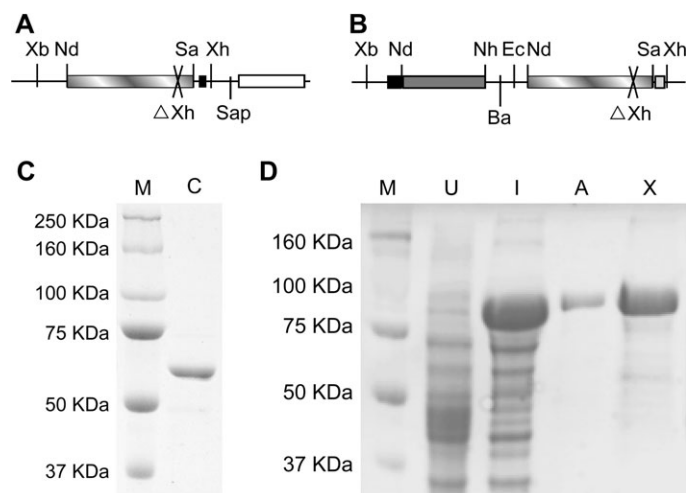 A
Xb Nd Sa Xh
△Xh Sap
B
Xb Nd Nh Ec Nd Sa Xh
Ba △Xh
C
M C
250 KDa
160 KDa
100 KDa
75 KDa
50 KDa
37 KDa
D
M U I A X
160 KDa
100 KDa
75 KDa
50 KDa
37 KDa